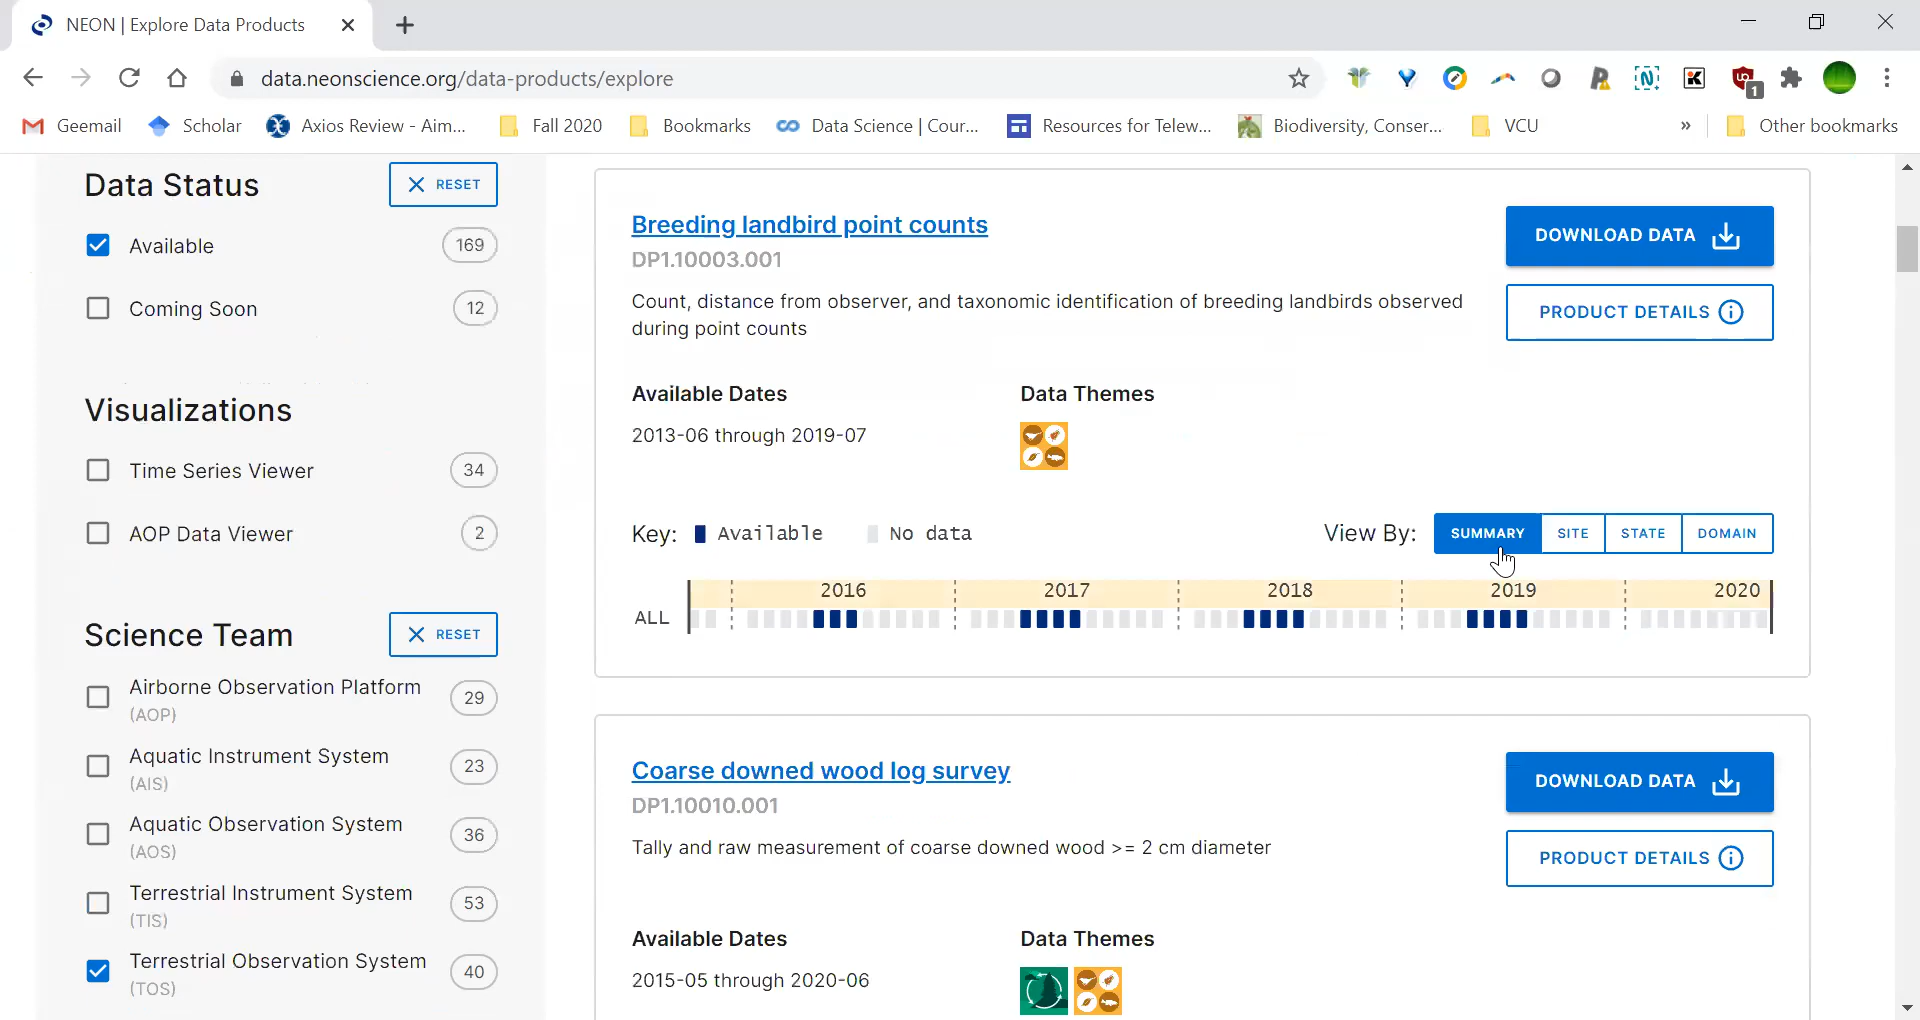 NEON | Explore Data Products
data.neonscience.org/data-products/explore
1
Geemail
Scholar
Axios Review - Aim...
Fall 2020
Bookmarks
Data Science | Cour...
Resources for Telew...
Biodiversity, Conser...
VCU
»
Other bookmarks
Data Status
RESET
Available
169
Coming Soon
12
Visualizations
Time Series Viewer
34
AOP Data Viewer
2
Science Team
RESET
Airborne Observation Platform
(AOP)
29
Aquatic Instrument System
(AIS)
23
Aquatic Observation System
(AOS)
36
Terrestrial Instrument System
(TIS)
53
Terrestrial Observation System
(TOS)
40
Breeding landbird point counts
DP1.10003.001
Count, distance from observer, and taxonomic identification of breeding landbirds observed
during point counts
DOWNLOAD DATA
PRODUCT DETAILS
Available Dates
2013-06 through 2019-07
Data Themes
Key: Available No data
View By: SUMMARY SITE STATE DOMAIN
2016 2017 2018 2019 2020
ALL
Coarse downed wood log survey
DP1.10010.001
Tally and raw measurement of coarse downed wood >= 2 cm diameter
DOWNLOAD DATA
PRODUCT DETAILS
Available Dates
2015-05 through 2020-06
Data Themes